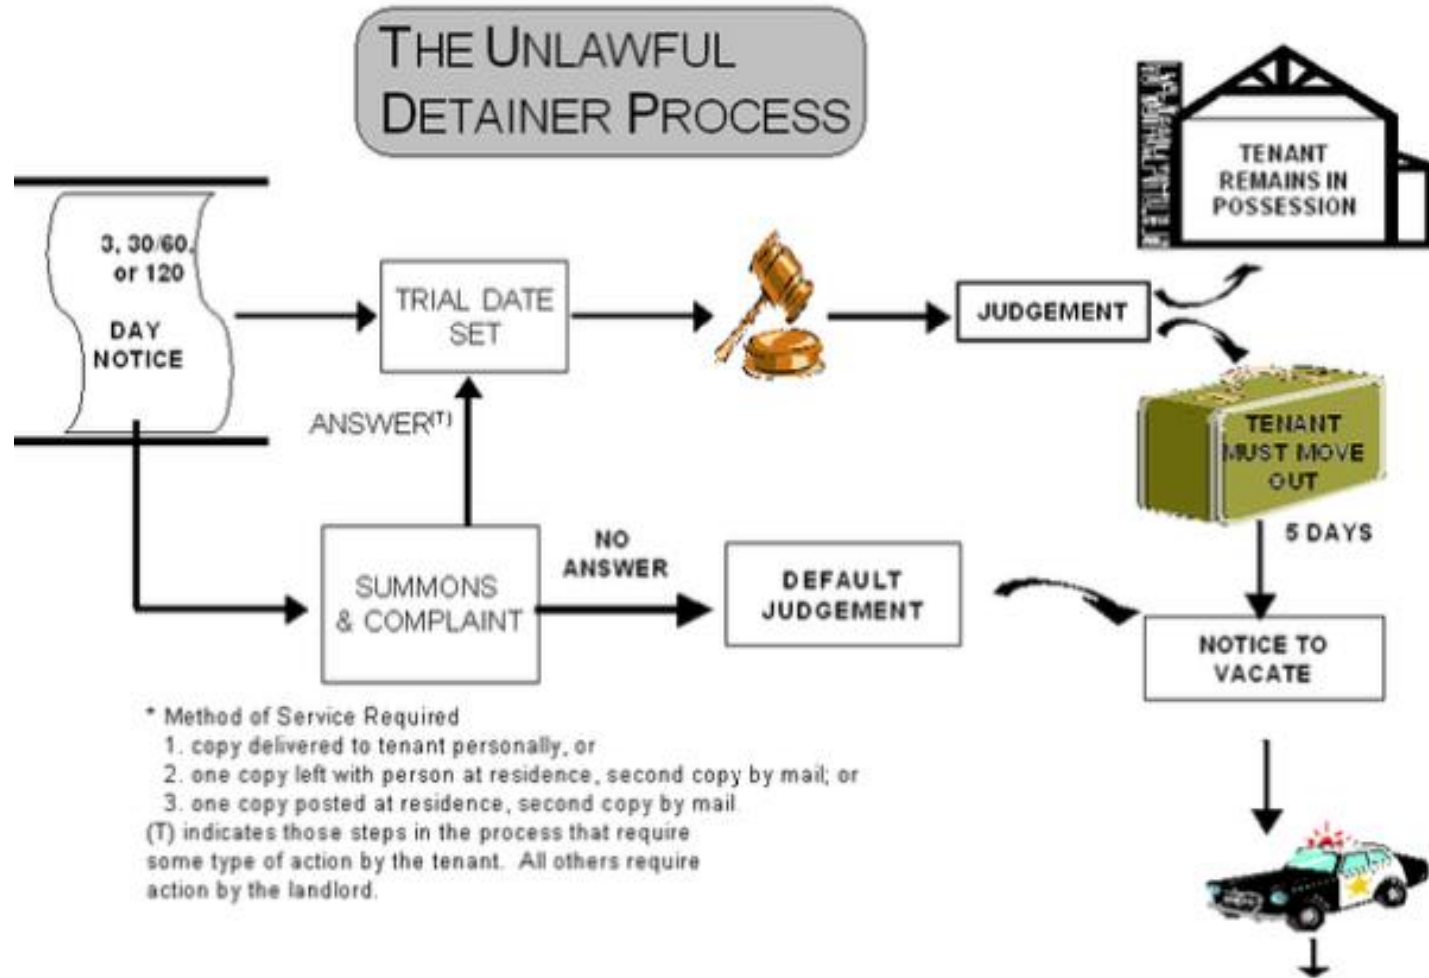 THE UNLAWFUL
DETAINER PROCESS
3, 30/60,
or 120
DAY
NOTICE
TRIAL DATE
SET
JUDGEMENT
TENANT
REMAINS IN
POSSESSION
TENANT
MUST MOVE
OUT
5 DAYS
ANSWER(T)
SUMMONS
& COMPLAINT
NO
ANSWER
DEFAULT
JUDGEMENT
NOTICE TO
VACATE
* Method of Service Required
1. copy delivered to tenant personally, or
2. one copy left with person at residence, second copy by mail; or
3. one copy posted at residence, second copy by mail
(T) indicates those steps in the process that require
some type of action by the tenant. All others require
action by the landlord.